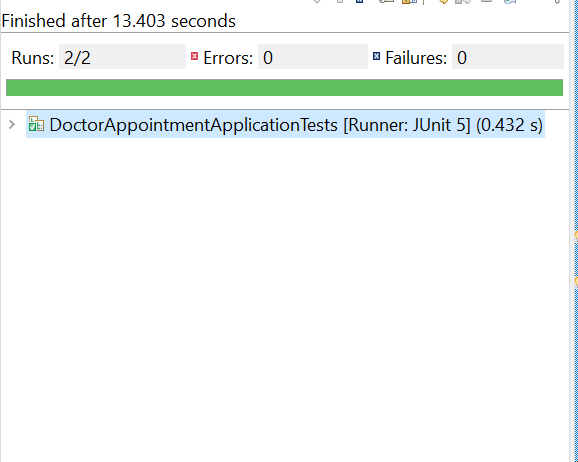 Finished after 13.403 seconds
Runs: 2/2 Errors: 0 Failures: 0
DoctorAppointmentApplicationTests [Runner: JUnit 5] (0.432 s)